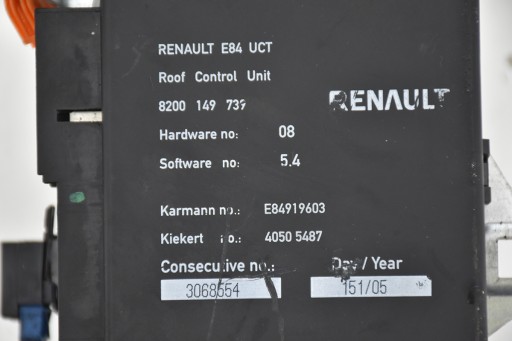 RENAULT E84 UCT
Roof Control Unit
8200 149 739
RENAULT
Hardware no: 08
Software no: 5.4
Karmann no.: E84919603
Kiekert no.: 4050 5487
Consecutive no.: Day / Year
3068554 151/05